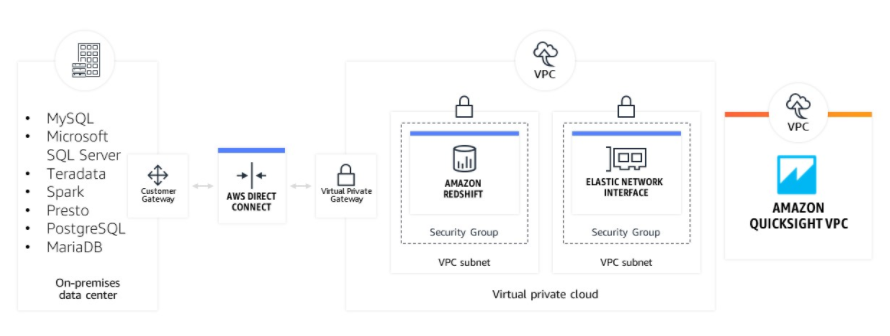 MySQL
Microsoft
SQL Server
Teradata
Spark
Presto
PostgreSQL
MariaDB
On-premises
data center
Customer
Gateway
AWS DIRECT
CONNECT
Virtual Private
Gateway
VPC
AMAZON
REDSHIFT
Security Group
VPC subnet
ELASTIC NETWORK
INTERFACE
Security Group
VPC subnet
Virtual private cloud
VPC
AMAZON
QUICKSIGHT VPC